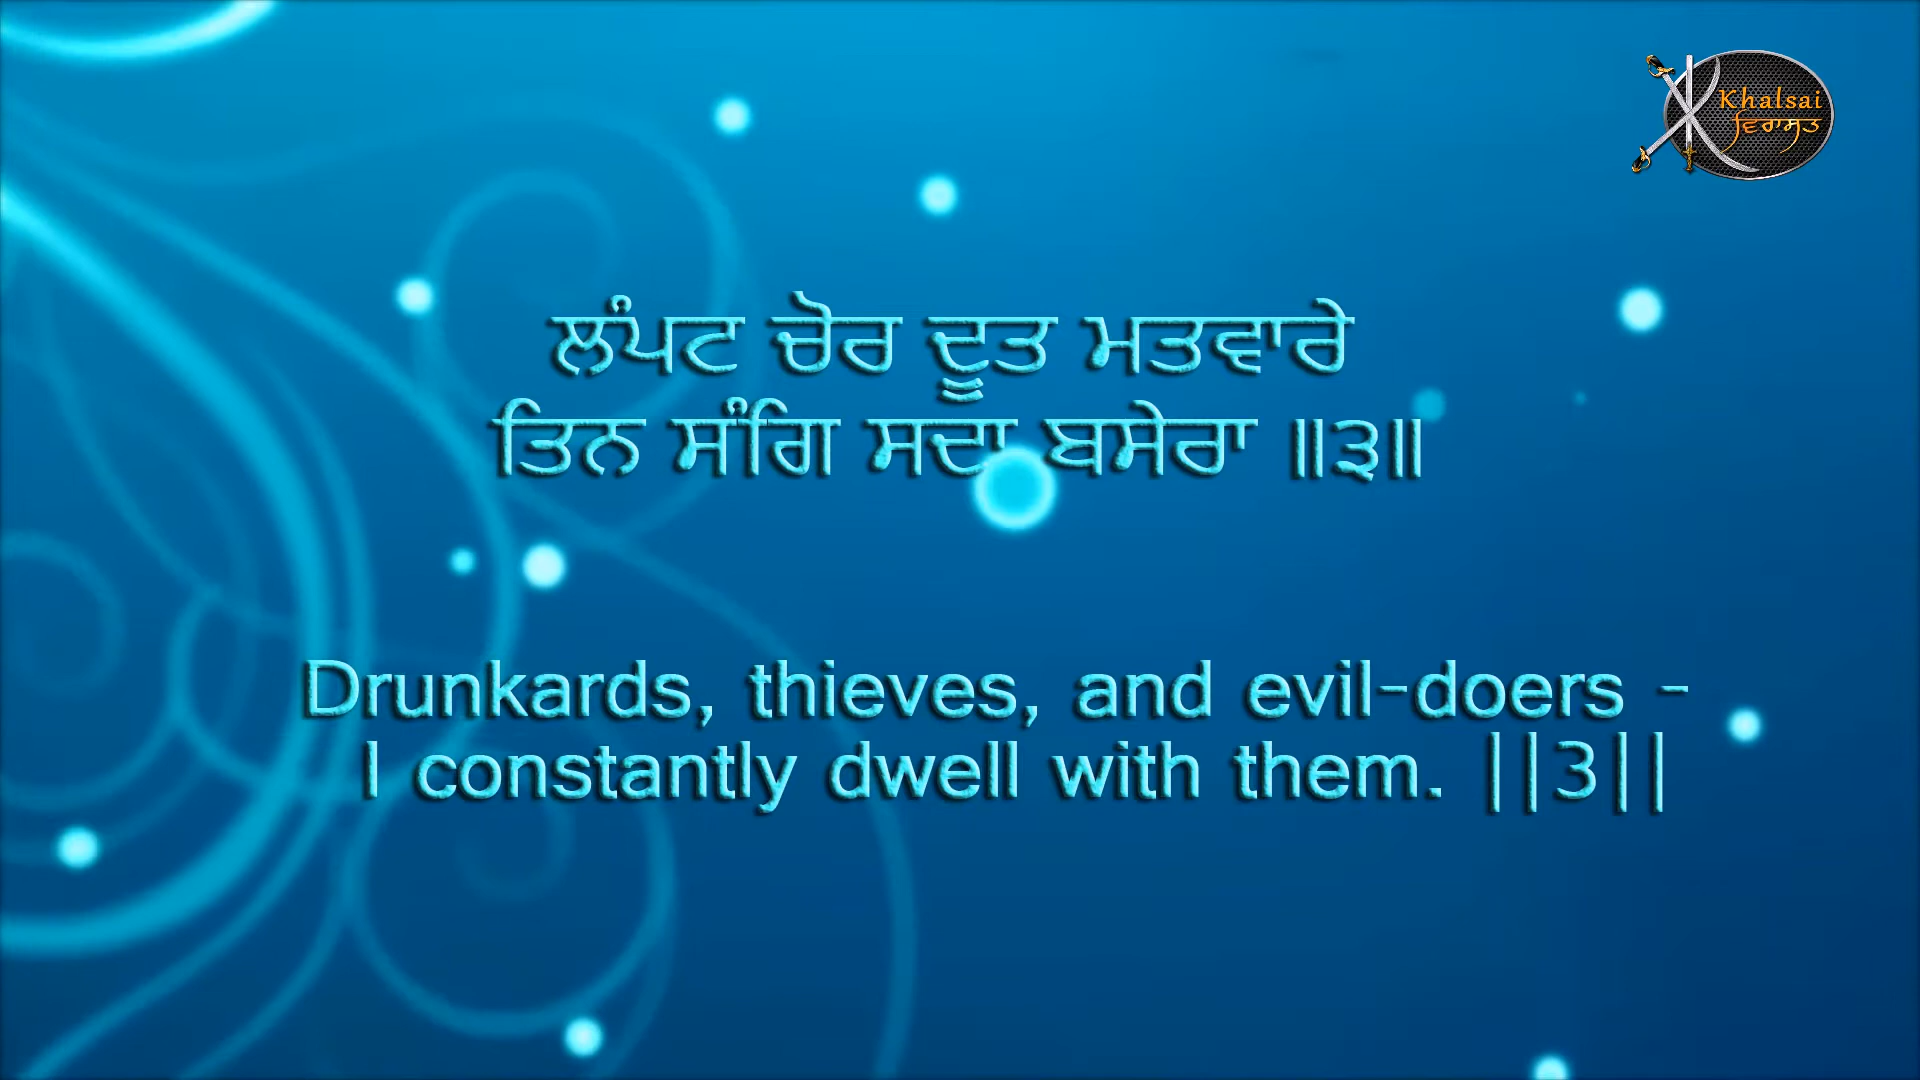 Khalsai
ਵਿਰਾਸਤ
ਲੰਪਟ ਚੋਰ ਦੂਤ ਮਤਵਾਰੇ
ਤਿਨ ਸੰਗਿ ਸਦਾ ਬਸੇਰਾ ॥੩॥
Drunkards, thieves, and evil-doers -
I constantly dwell with them. ||3||